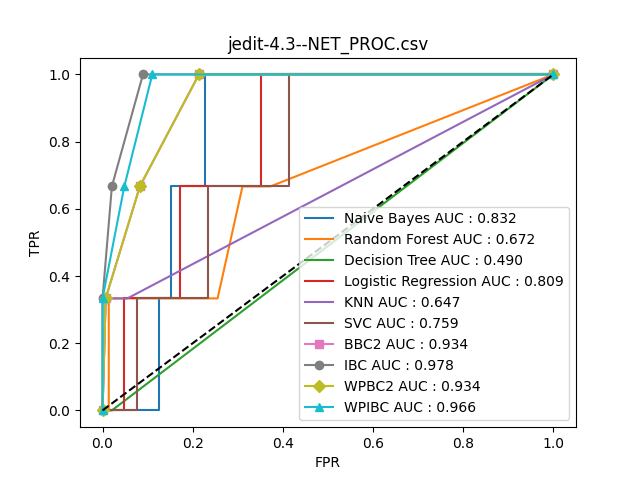 jedit-4.3--NET_PROC.csv
1.0
0.8
0.6
0.4
0.2
0.0
TPR
0.0 0.2 0.4 0.6 0.8 1.0
FPR
Naive Bayes AUC : 0.832
Random Forest AUC : 0.672
Decision Tree AUC : 0.490
Logistic Regression AUC : 0.809
KNN AUC : 0.647
SVC AUC : 0.759
BBC2 AUC : 0.934
IBC AUC : 0.978
WPBC2 AUC : 0.934
WPIBC AUC : 0.966